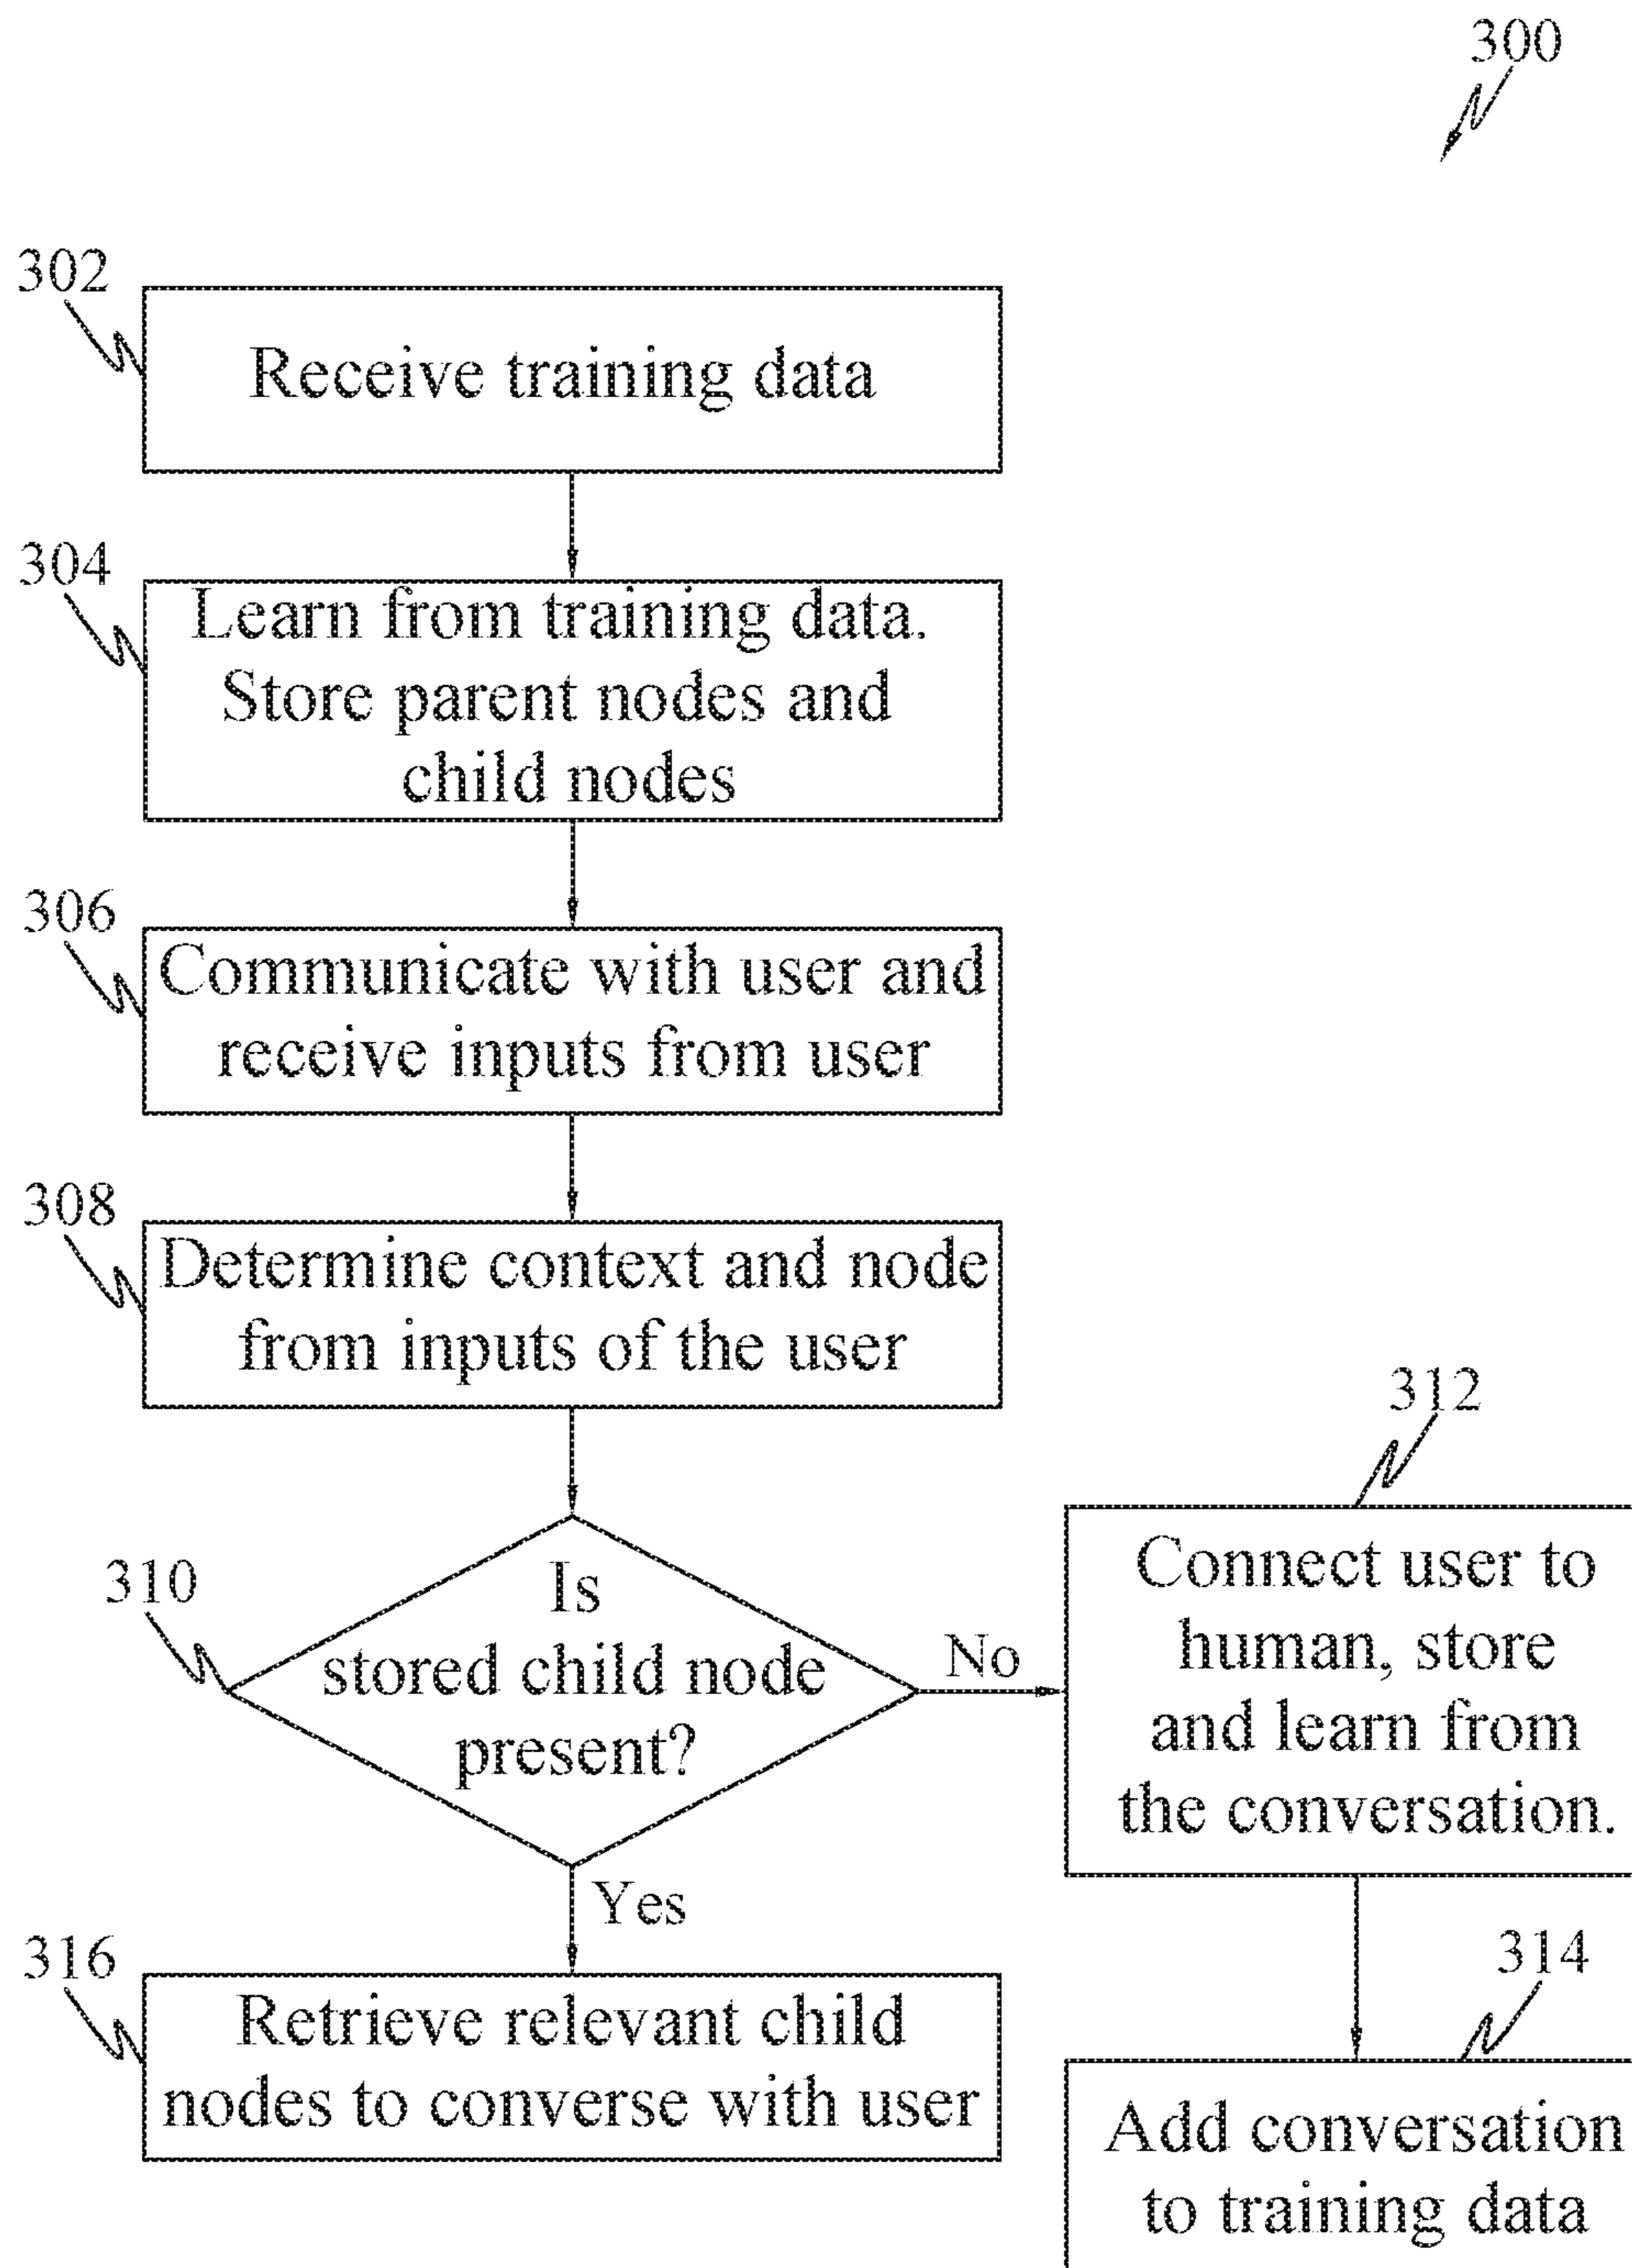 300
302
Receive training data
304
Learn from training data.
Store parent nodes and
child nodes
306
Communicate with user and
receive inputs from user
308
Determine context and node
from inputs of the user
310
Is
stored child node
present?
No
312
Connect user to
human, store
and learn from
the conversation.
Yes
316
Retrieve relevant child
nodes to converse with user
314
Add conversation
to training data